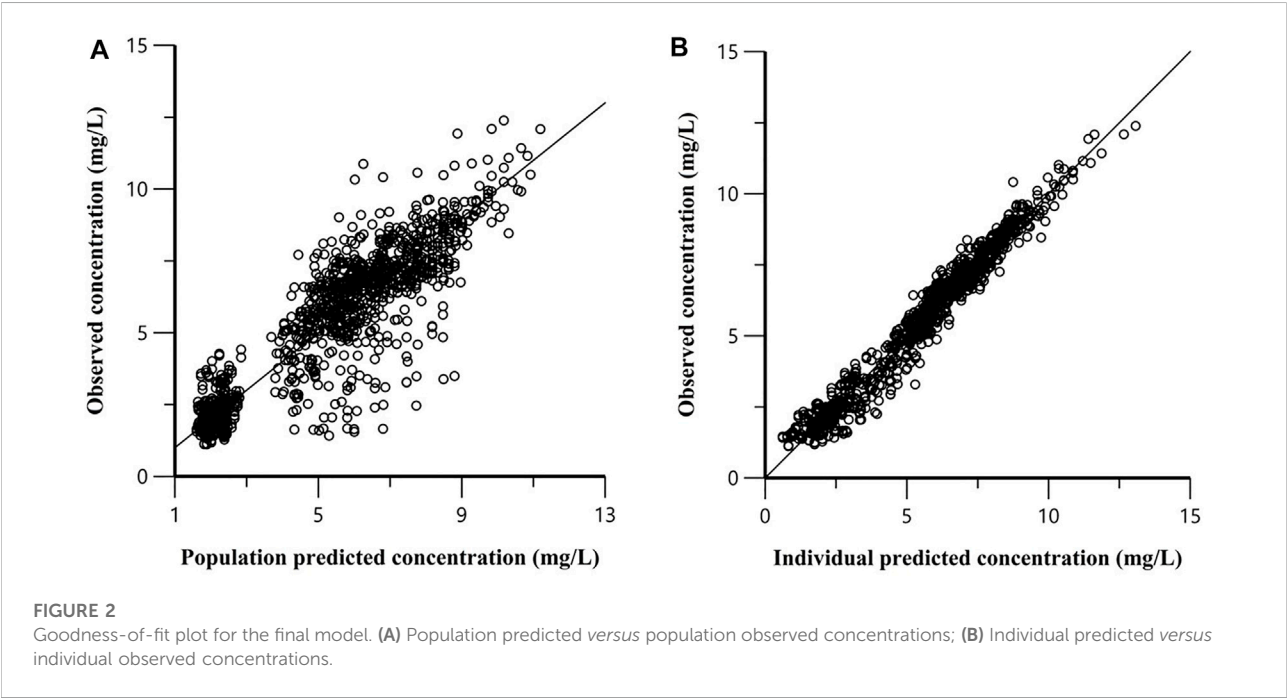 A
15
10
5
0
1
5
9
13
Observed concentration (mg/L)
Population predicted concentration (mg/L)
B
15
10
5
0
0
5
10
15
Observed concentration (mg/L)
Individual predicted concentration (mg/L)
FIGURE 2
Goodness-of-fit plot for the final model. (A) Population predicted versus population observed concentrations; (B) Individual predicted versus
individual observed concentrations.